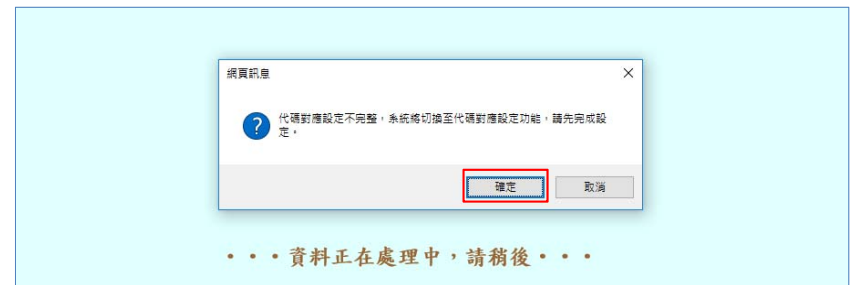 網頁訊息
代碼對應設定不完整，系統將切換至代碼對應設定功能，請先完成設
定。
確定 取消
・・・資料正在處理中，請稍後・・・